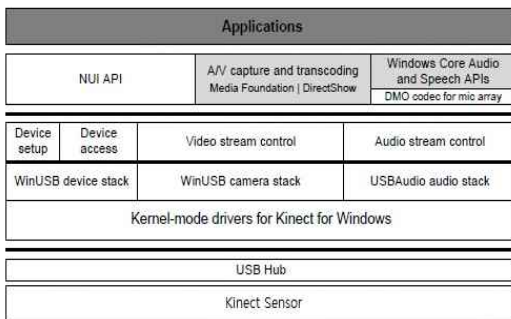 Applications
NUI API
A/V capture and transcoding
Media Foundation | DirectShow
Windows Core Audio
and Speech APIs
DMO codec for mic array
Device
setup
Device
access
Video stream control
Audio stream control
WinUSB device stack
WinUSB camera stack
USBAudio audio stack
Kernel-mode drivers for Kinect for Windows
USB Hub
Kinect Sensor